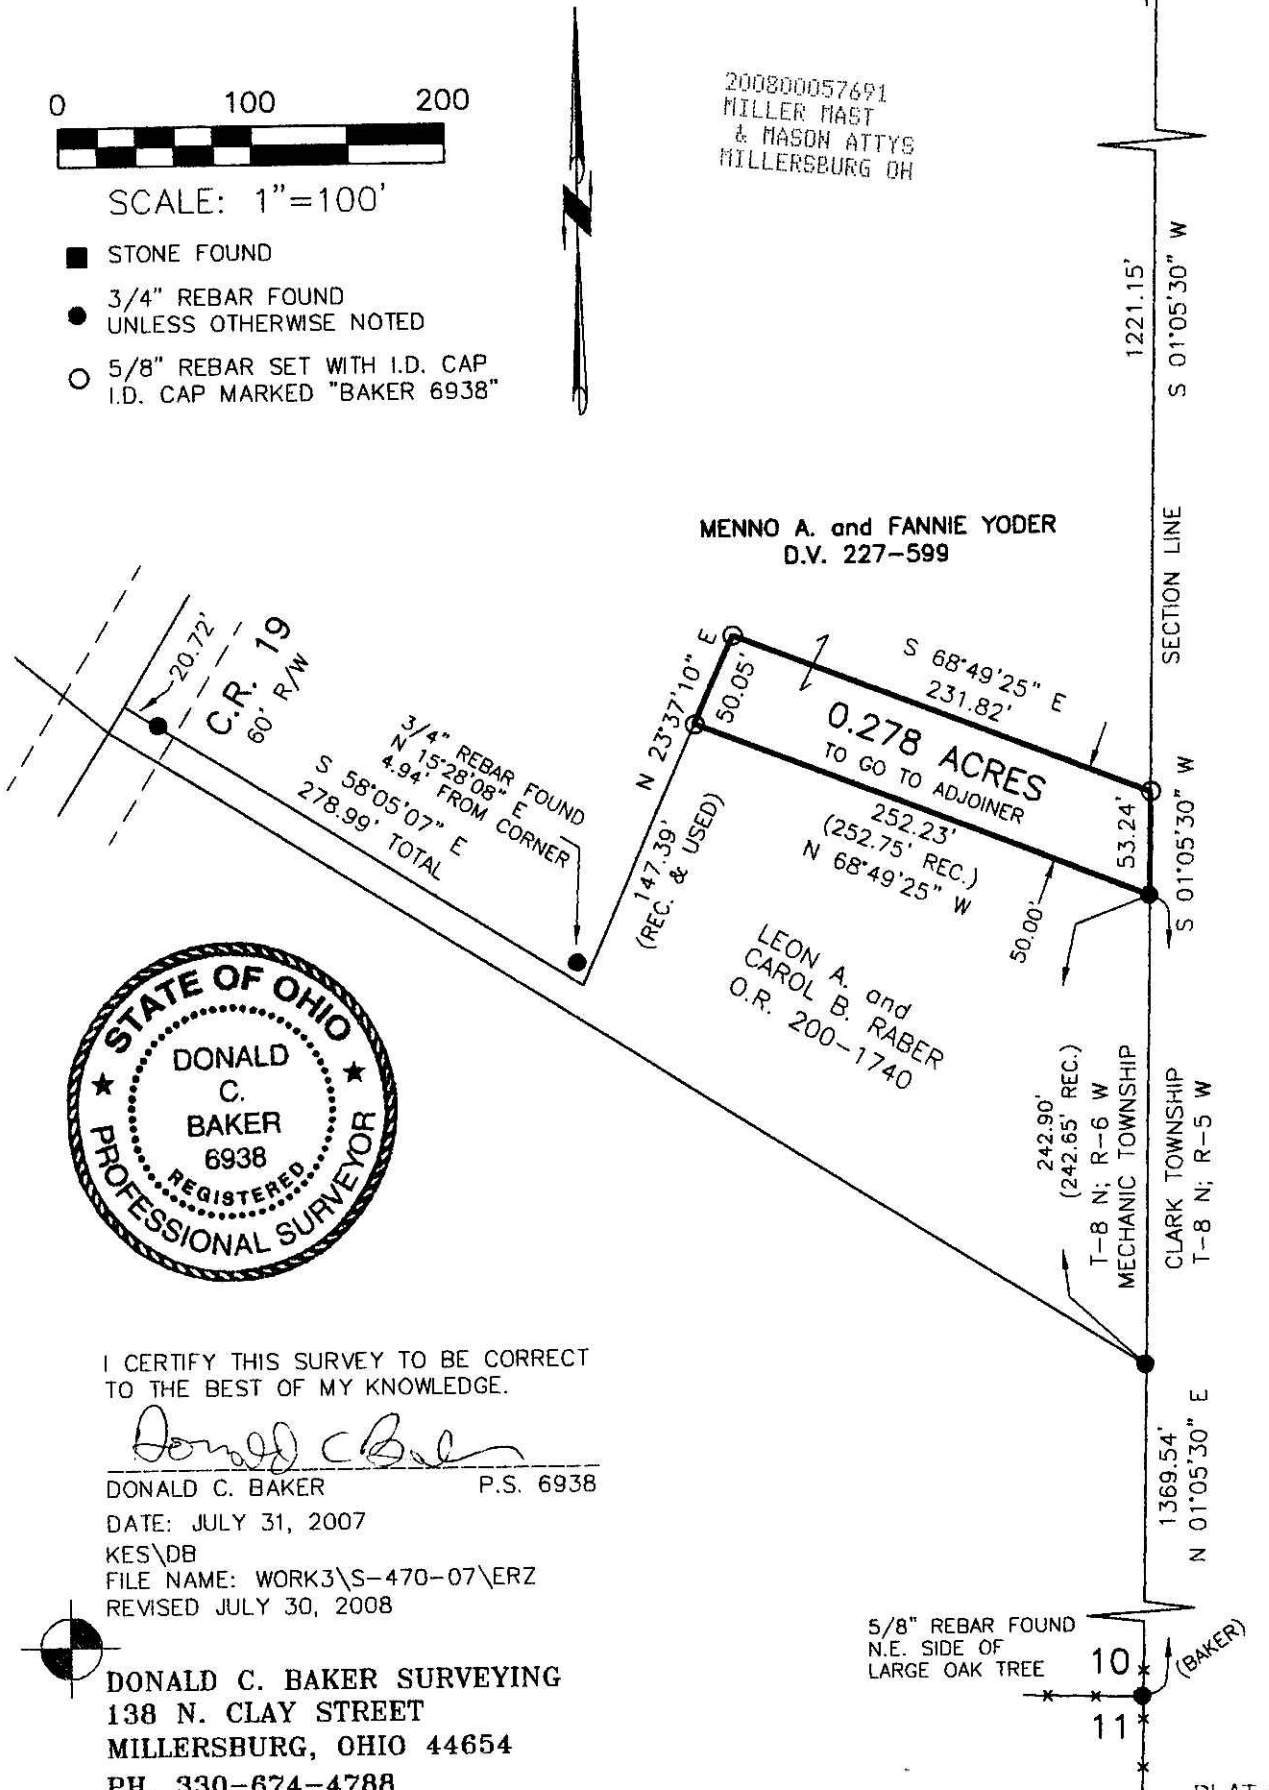 0 100 200
SCALE: 1"=100'
STONE FOUND
3/4" REBAR FOUND
UNLESS OTHERWISE NOTED
5/8" REBAR SET WITH I.D. CAP
I.D. CAP MARKED "BAKER 6938"
200800057691
MILLER MAST
& MASON ATTYS
MILLERSBURG OH
1221.15'
S 01°05'30" W
SECTION LINE
MENNO A. and FANNIE YODER
D.V. 227-599
20.72'
C.R. 19
60' R/W
3/4" REBAR FOUND
N 15°28'08" E
4.94' FROM CORNER
S 58°05'07" E
278.99' TOTAL
N 23°37'10" E
50.05'
147.39'
(REC. & USED)
S 68°49'25" E
231.82'
0.278 ACRES
TO GO TO ADJOINER
252.23'
(252.75' REC.)
N 68°49'25" W
53.24'
S 01°05'30" W
50.00'
LEON A. and
CAROL B. RABER
O.R. 200-1740
242.90'
(242.65' REC.)
T-8 N; R-6 W
MECHANIC TOWNSHIP
CLARK TOWNSHIP
T-8 N; R-5 W
STATE OF OHIO
DONALD
C.
BAKER
6938
REGISTERED
PROFESSIONAL SURVEYOR
I CERTIFY THIS SURVEY TO BE CORRECT
TO THE BEST OF MY KNOWLEDGE.
Donald C Baker
DONALD C. BAKER P.S. 6938
DATE: JULY 31, 2007
KES\DB
FILE NAME: WORK3\S-470-07\ERZ
REVISED JULY 30, 2008
DONALD C. BAKER SURVEYING
138 N. CLAY STREET
MILLERSBURG, OHIO 44654
PH. 330-674-4788
1369.54'
N 01°05'30" E
5/8" REBAR FOUND
N.E. SIDE OF
LARGE OAK TREE
10
(BAKER)
11
PLAT